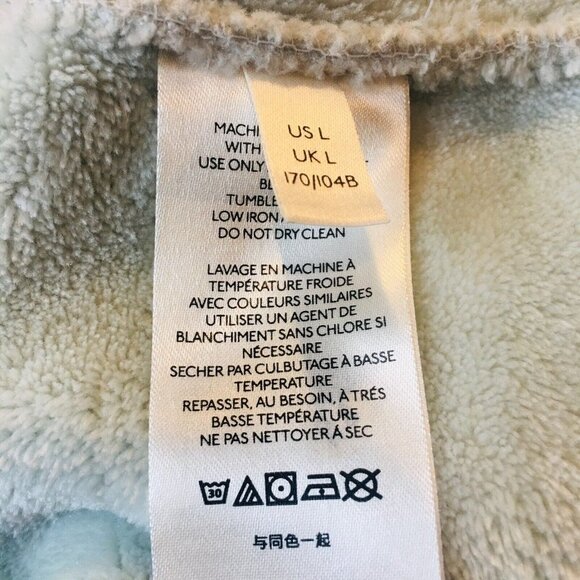 US L
UK L
170/104B
MACHI
WITH
USE ONLY
BE
TUMBLE
LOW IRON
DO NOT DRY CLEAN
LAVAGE EN MACHINE À
TEMPÉRATURE FROIDE
AVEC COULEURS SIMILAIRES
UTILISER UN AGENT DE
BLANCHIMENT SANS CHLORE SI
NÉCESSAIRE
SECHER PAR CULBUTAGE À BASSE
TEMPERATURE
REPASSER, AU BESOIN, À TRÉS
BASSE TEMPÉRATURE
NE PAS NETTOYER Á SEC
30
与同色一起